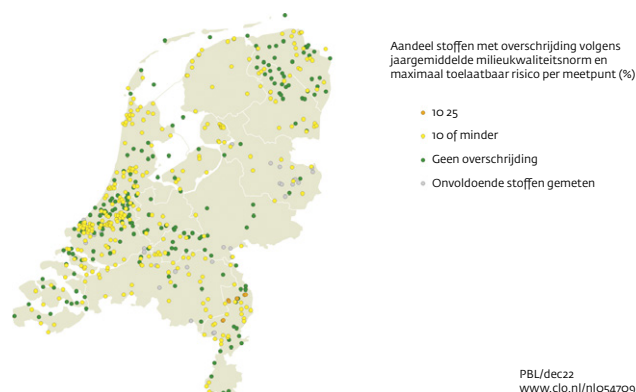 Aandeel stoffen met overschrijding volgens
jaargemiddelde milieukwaliteitsnorm en
maximaal toelaatbaar risico per meetpunt (%)
10 25
10 of minder
Geen overschrijding
Onvoldoende stoffen gemeten
PBL/dec22
www.clo.nl/nl054709